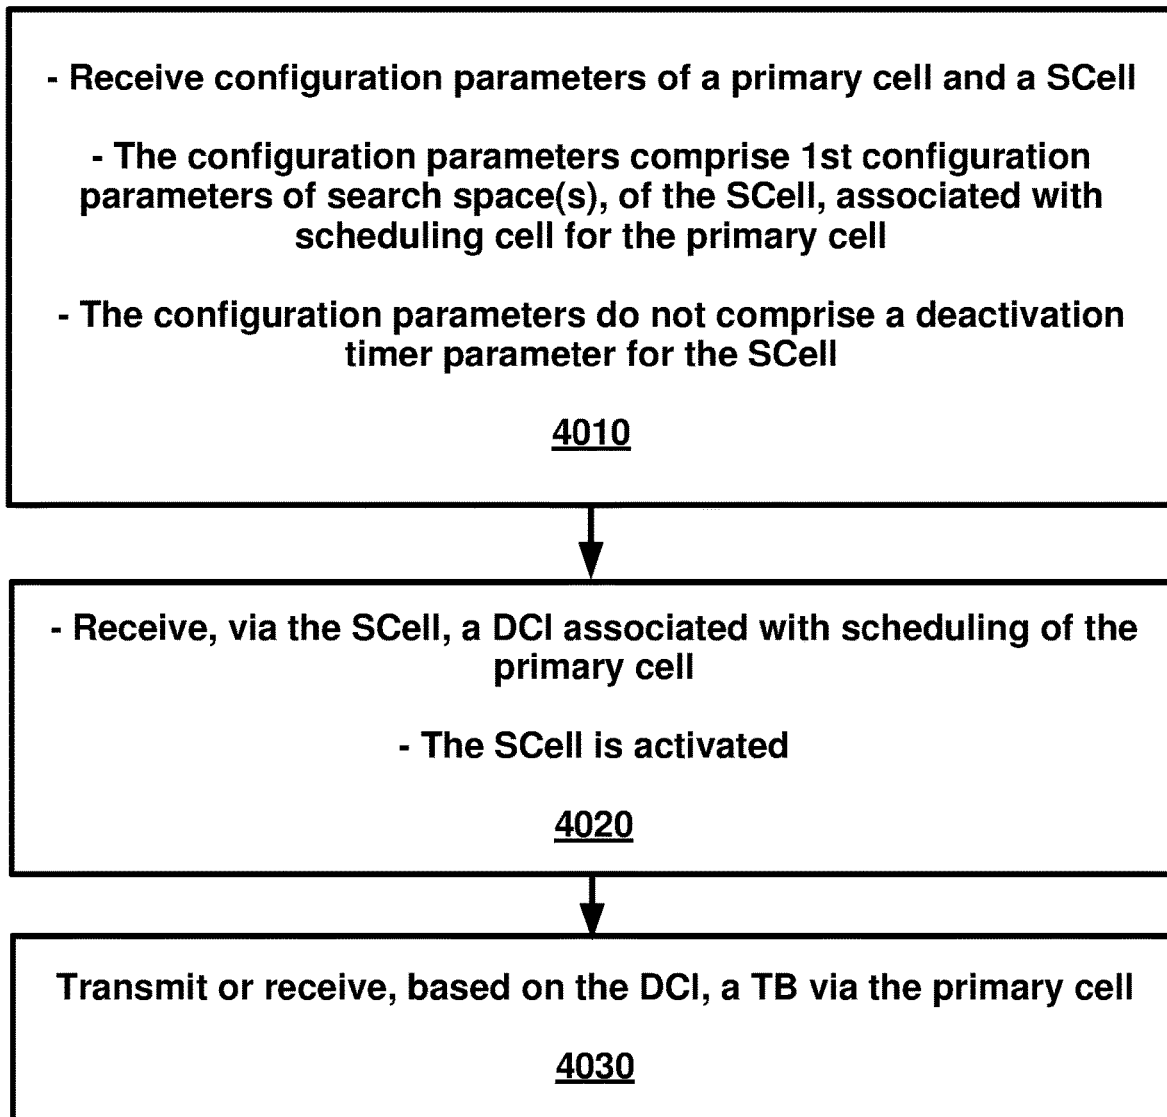 - Receive configuration parameters of a primary cell and a SCell
- The configuration parameters comprise 1st configuration
parameters of search space(s), of the SCell, associated with
scheduling cell for the primary cell
- The configuration parameters do not comprise a deactivation
timer parameter for the SCell
4010
- Receive, via the SCell, a DCI associated with scheduling of the
primary cell
- The SCell is activated
4020
Transmit or receive, based on the DCI, a TB via the primary cell
4030